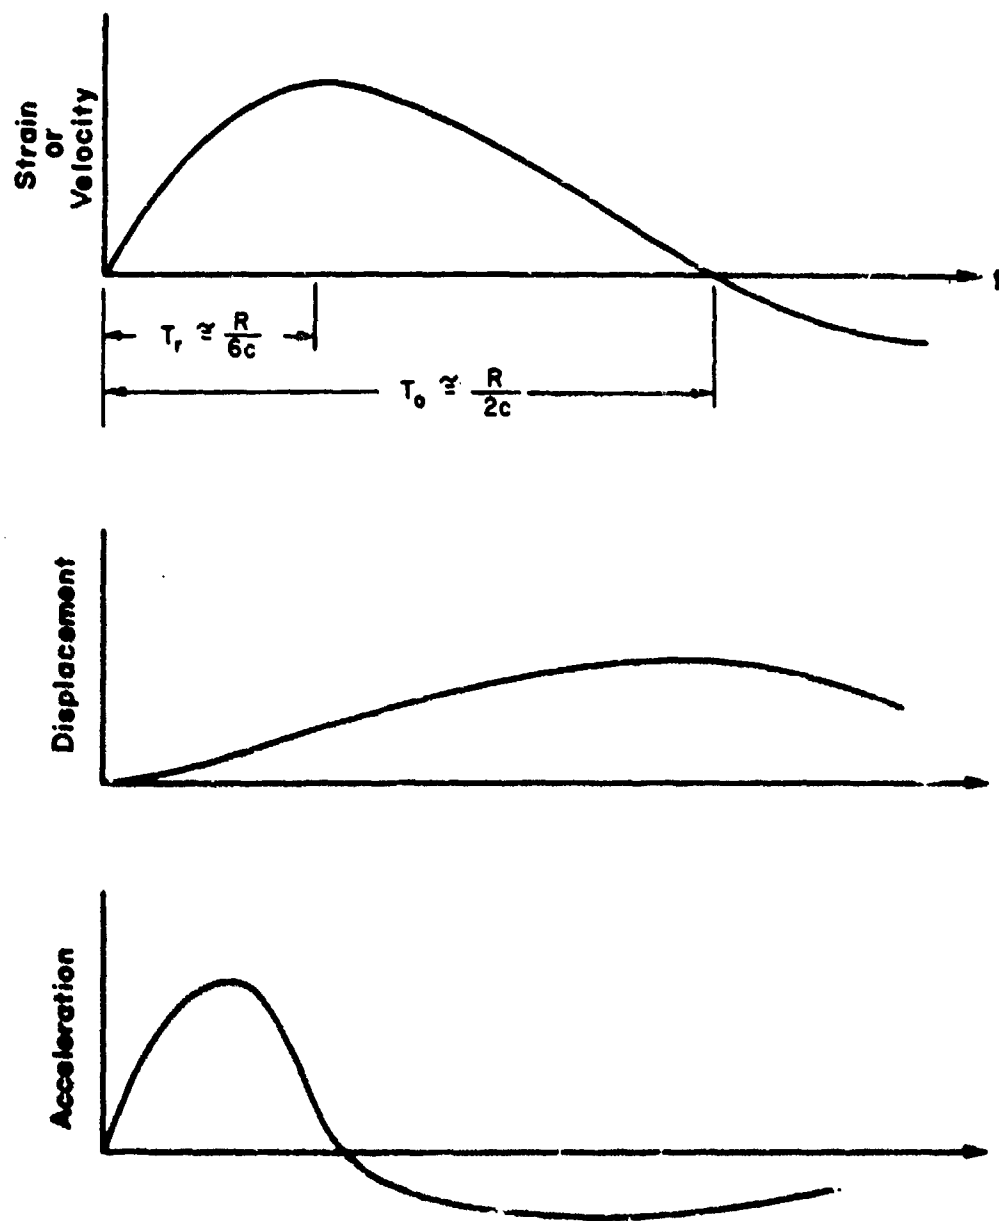 Strain
or
Velocity
t
T_r ≅ R/6c
T_o ≅ R/2c
Displacement
Acceleration